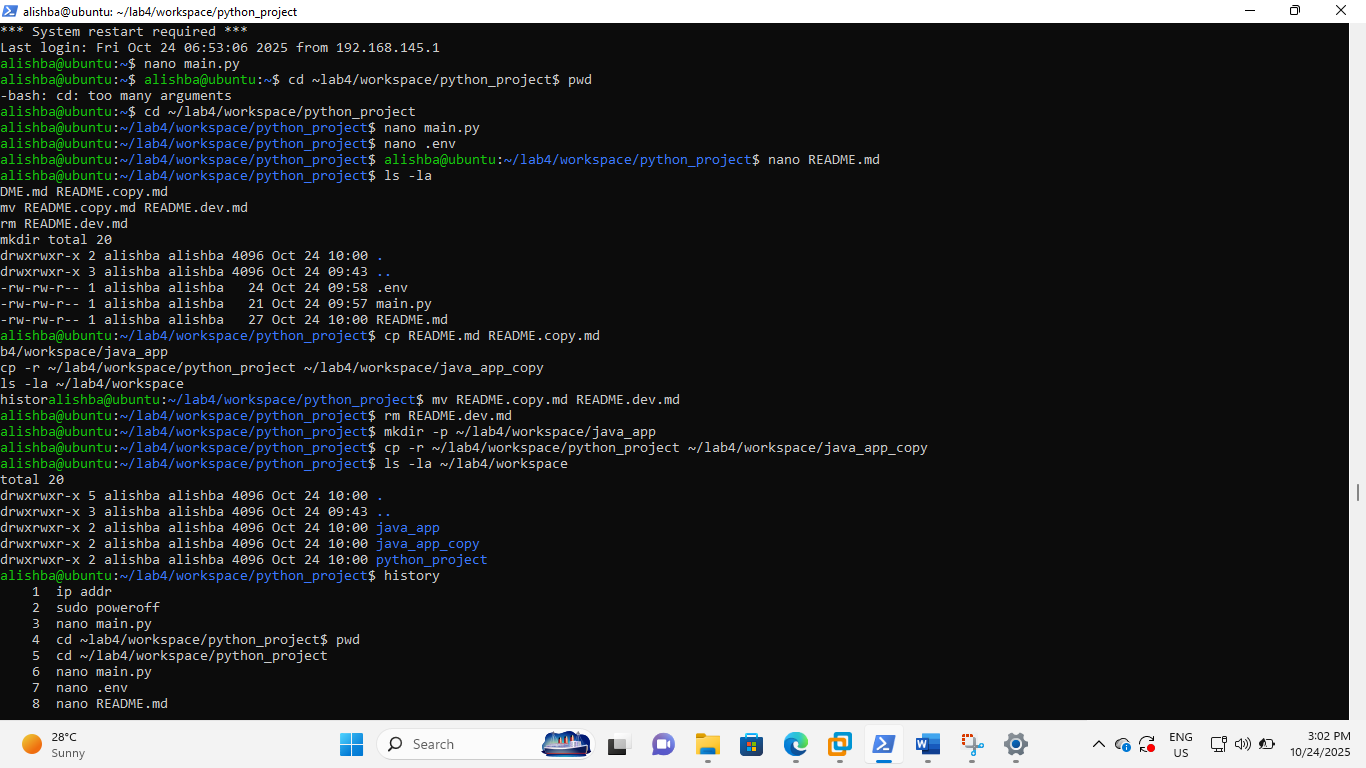 alishba@ubuntu: ~/lab4/workspace/python_project
*** System restart required ***
Last login: Fri Oct 24 06:53:06 2025 from 192.168.145.1
alishba@ubuntu:~$ nano main.py
alishba@ubuntu:~$ alishba@ubuntu:~$ cd ~lab4/workspace/python_project$ pwd
-bash: cd: too many arguments
alishba@ubuntu:~$ cd ~/lab4/workspace/python_project
alishba@ubuntu:~/lab4/workspace/python_project$ nano main.py
alishba@ubuntu:~/lab4/workspace/python_project$ nano .env
alishba@ubuntu:~/lab4/workspace/python_project$ alishba@ubuntu:~/lab4/workspace/python_project$ nano README.md
alishba@ubuntu:~/lab4/workspace/python_project$ ls -la
DME.md README.copy.md
mv README.copy.md README.dev.md
rm README.dev.md
mkdir total 20
drwxrwxr-x 2 alishba alishba 4096 Oct 24 10:00 .
drwxrwxr-x 3 alishba alishba 4096 Oct 24 09:43 ..
-rw-rw-r-- 1 alishba alishba   24 Oct 24 09:58 .env
-rw-rw-r-- 1 alishba alishba   21 Oct 24 09:57 main.py
-rw-rw-r-- 1 alishba alishba   27 Oct 24 10:00 README.md
alishba@ubuntu:~/lab4/workspace/python_project$ cp README.md README.copy.md
b4/workspace/java_app
cp -r ~/lab4/workspace/python_project ~/lab4/workspace/java_app_copy
ls -la ~/lab4/workspace
historalishba@ubuntu:~/lab4/workspace/python_project$ mv README.copy.md README.dev.md
alishba@ubuntu:~/lab4/workspace/python_project$ rm README.dev.md
alishba@ubuntu:~/lab4/workspace/python_project$ mkdir -p ~/lab4/workspace/java_app
alishba@ubuntu:~/lab4/workspace/python_project$ cp -r ~/lab4/workspace/python_project ~/lab4/workspace/java_app_copy
alishba@ubuntu:~/lab4/workspace/python_project$ ls -la ~/lab4/workspace
total 20
drwxrwxr-x 5 alishba alishba 4096 Oct 24 10:00 .
drwxrwxr-x 3 alishba alishba 4096 Oct 24 09:43 ..
drwxrwxr-x 2 alishba alishba 4096 Oct 24 10:00 java_app
drwxrwxr-x 2 alishba alishba 4096 Oct 24 10:00 java_app_copy
drwxrwxr-x 2 alishba alishba 4096 Oct 24 10:00 python_project
alishba@ubuntu:~/lab4/workspace/python_project$ history
    1  ip addr
    2  sudo poweroff
    3  nano main.py
    4  cd ~lab4/workspace/python_project$ pwd
    5  cd ~/lab4/workspace/python_project
    6  nano main.py
    7  nano .env
    8  nano README.md
28°C
Sunny
Search
ENG
US
3:02 PM
10/24/2025